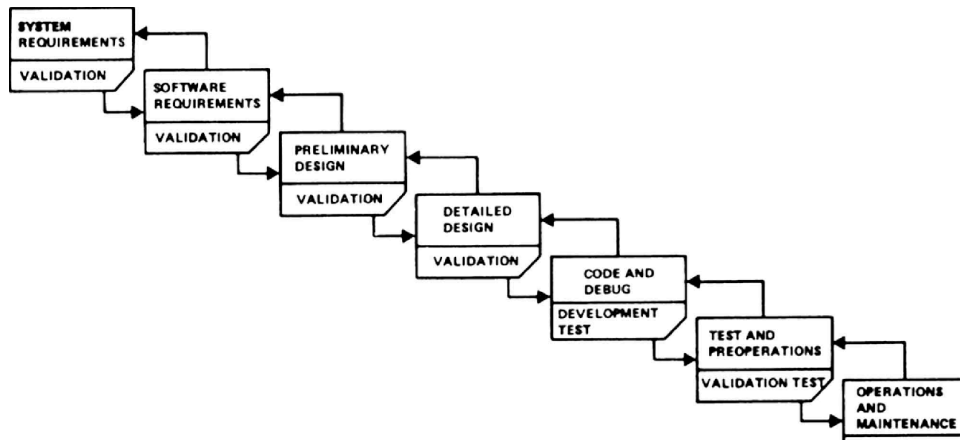 SYSTEM
REQUIREMENTS
VALIDATION
SOFTWARE
REQUIREMENTS
VALIDATION
PRELIMINARY
DESIGN
VALIDATION
DETAILED
DESIGN
VALIDATION
CODE AND
DEBUG
DEVELOPMENT
TEST
TEST AND
PREOPERATIONS
VALIDATION TEST
OPERATIONS
AND
MAINTENANCE